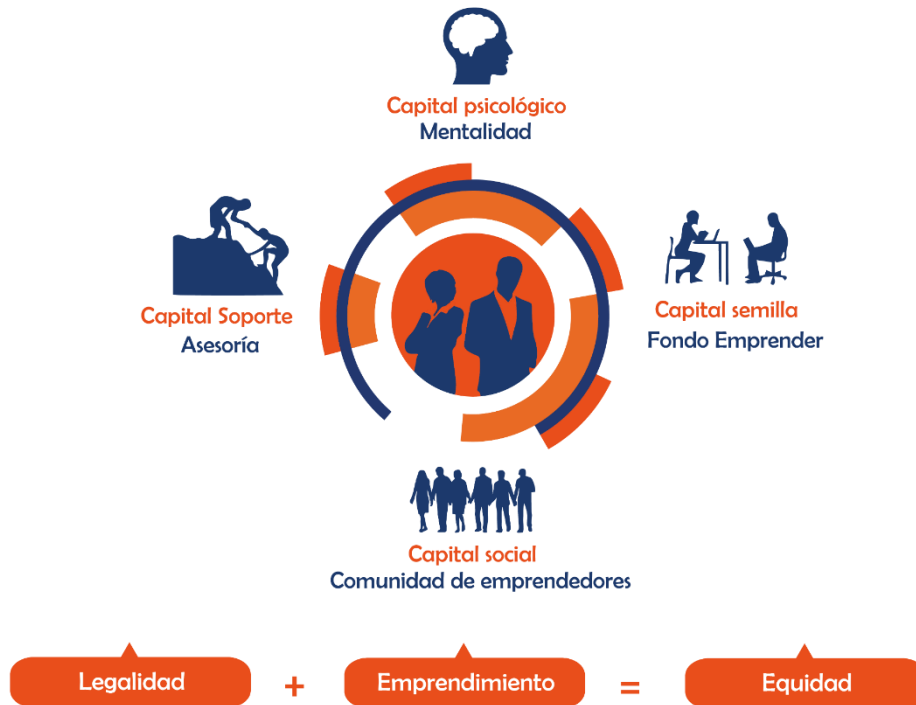 Capital psicológico
Mentalidad
Capital Soporte
Asesoría
Capital semilla
Fondo Emprender
Capital social
Comunidad de emprendedores
Legalidad + Emprendimiento = Equidad